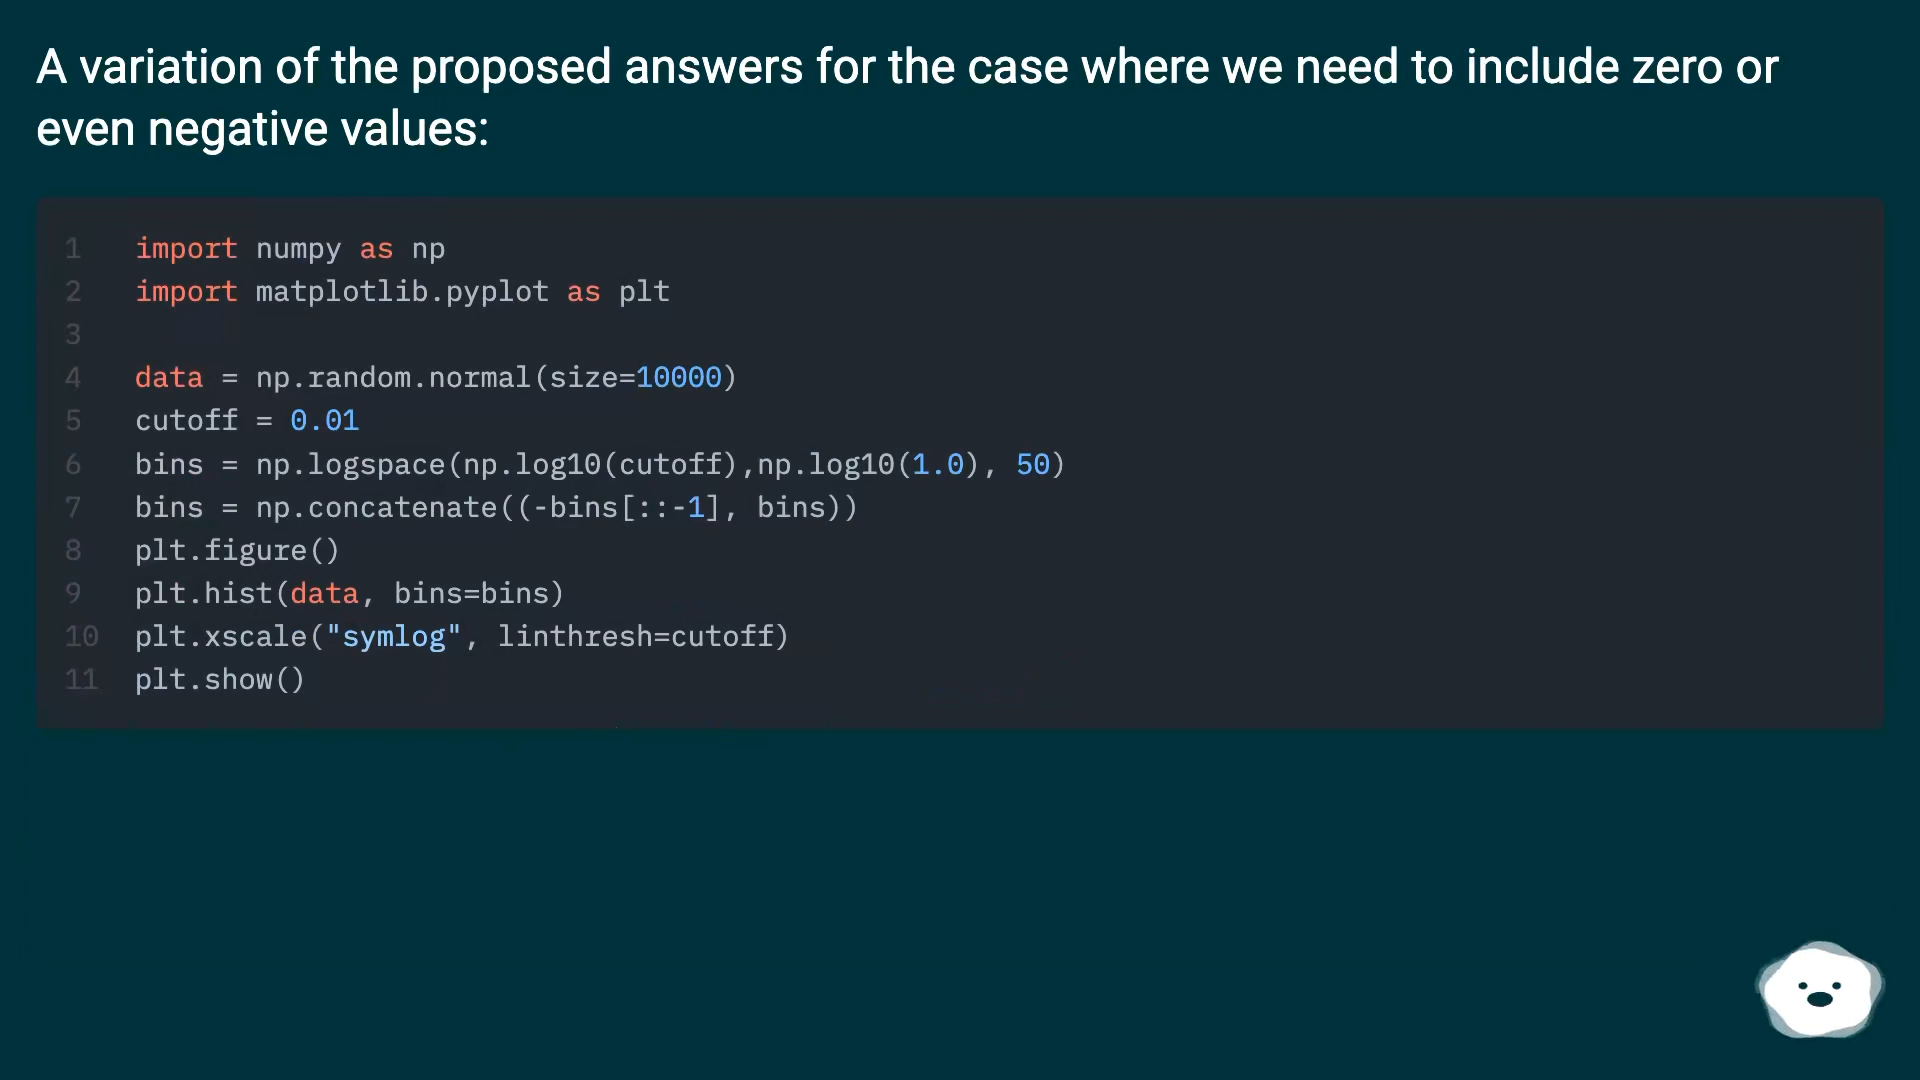 A variation of the proposed answers for the case where we need to include zero or
even negative values:
1 import numpy as np
2 import matplotlib.pyplot as plt
3
4 data = np.random.normal(size=10000)
5 cutoff = 0.01
6 bins = np.logspace(np.log10(cutoff),np.log10(1.0), 50)
7 bins = np.concatenate((-bins[::-1], bins))
8 plt.figure()
9 plt.hist(data, bins=bins)
10 plt.xscale("symlog", linthresh=cutoff)
11 plt.show()